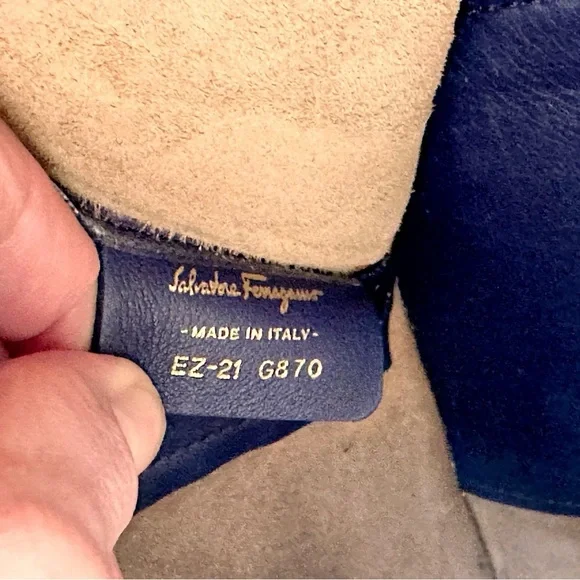 Salvatore Ferragamo
-MADE IN ITALY-
EZ-21 G870